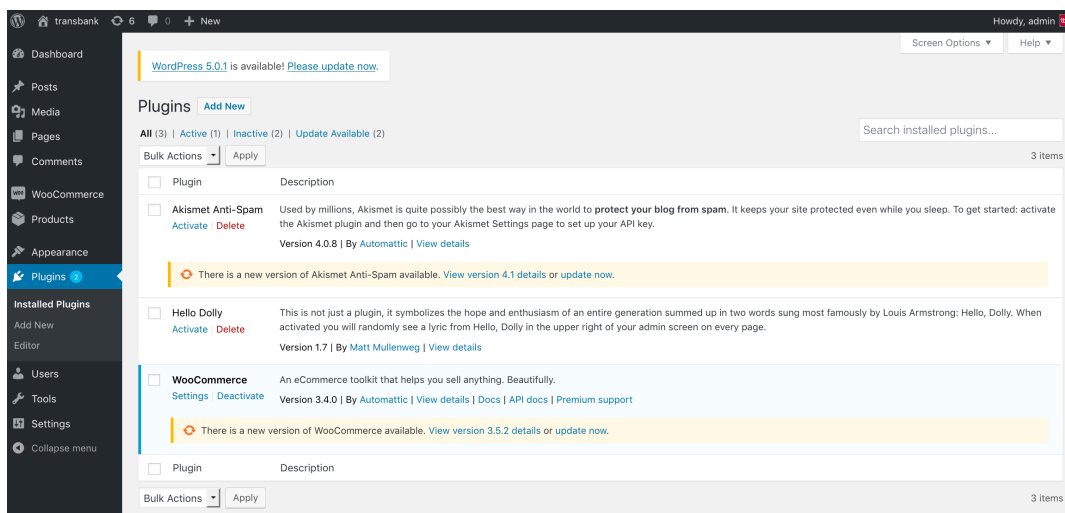 transbank 6 0 + New Howdy, admin
Screen Options ▼ Help ▼
Dashboard
Posts
Media
Pages
Comments
WooCommerce
Products
Appearance
Plugins 2
Installed Plugins
Add New
Editor
Users
Tools
Settings
Collapse menu
WordPress 5.0.1 is available! Please update now.
Plugins Add New
All (3) | Active (1) | Inactive (2) | Update Available (2)
Search installed plugins...
Bulk Actions Apply 3 items
Plugin Description
Akismet Anti-Spam Used by millions, Akismet is quite possibly the best way in the world to protect your blog from spam. It keeps your site protected even while you sleep. To get started: activate
Activate | Delete the Akismet plugin and then go to your Akismet Settings page to set up your API key.
Version 4.0.8 | By Automattic | View details
There is a new version of Akismet Anti-Spam available. View version 4.1 details or update now.
Hello Dolly This is not just a plugin, it symbolizes the hope and enthusiasm of an entire generation summed up in two words sung most famously by Louis Armstrong: Hello, Dolly. When
Activate | Delete activated you will randomly see a lyric from Hello, Dolly in the upper right of your admin screen on every page.
Version 1.7 | By Matt Mullenweg | View details
WooCommerce An eCommerce toolkit that helps you sell anything. Beautifully.
Settings | Deactivate Version 3.4.0 | By Automattic | View details | Docs | API docs | Premium support
There is a new version of WooCommerce available. View version 3.5.2 details or update now.
Plugin Description
Bulk Actions Apply 3 items